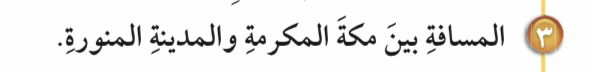 ٣ المسافةِ بينَ مكةَ المكرمةِ والمدينةِ المنورةِ.